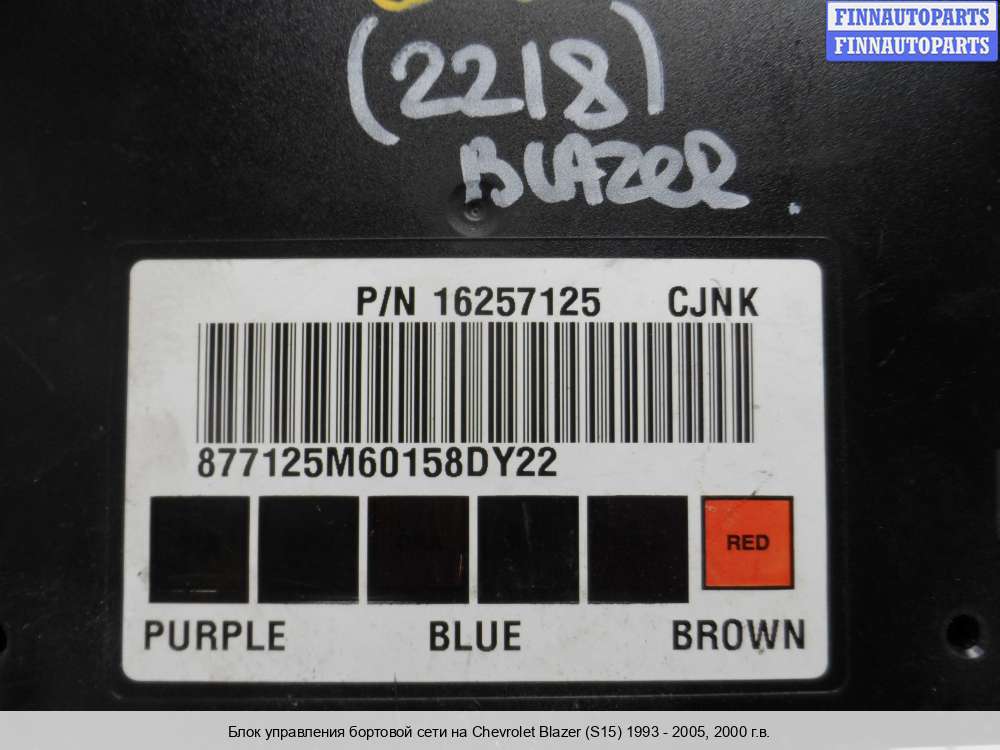 FINNAUTOPARTS
FINNAUTOPARTS
(2218)
BLAZER
P/N 16257125 CJNK
877125M60158DY22
RED
PURPLE BLUE BROWN
Блок управления бортовой сети на Chevrolet Blazer (S15) 1993 - 2005, 2000 г.в.